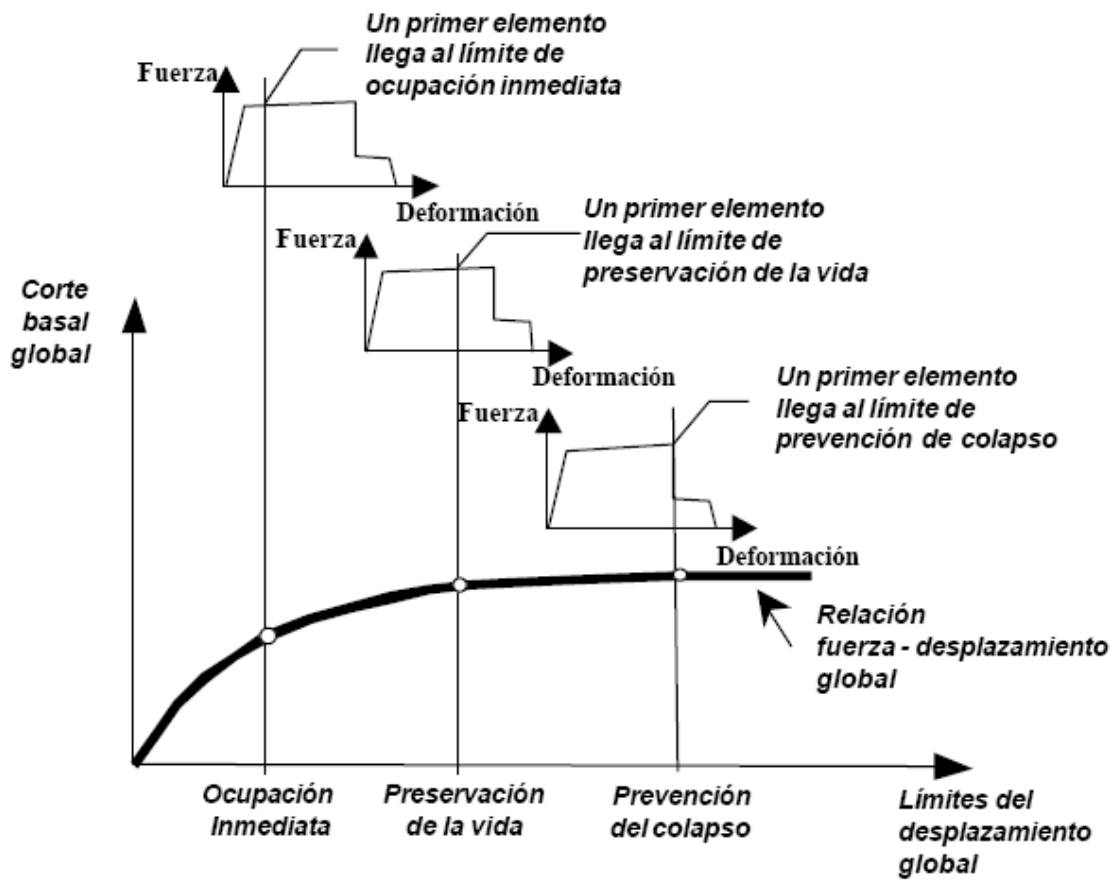 Un primer elemento
llega al límite de
ocupación inmediata
Fuerza
Deformación
Un primer elemento
llega al límite de
preservación de la vida
Fuerza
Deformación
Un primer elemento
llega al límite de
prevención de colapso
Fuerza
Deformación
Corte
basal
global
Relación
fuerza - desplazamiento
global
Ocupación
Inmediata
Preservación
de la vida
Prevención
del colapso
Límites del
desplazamiento
global